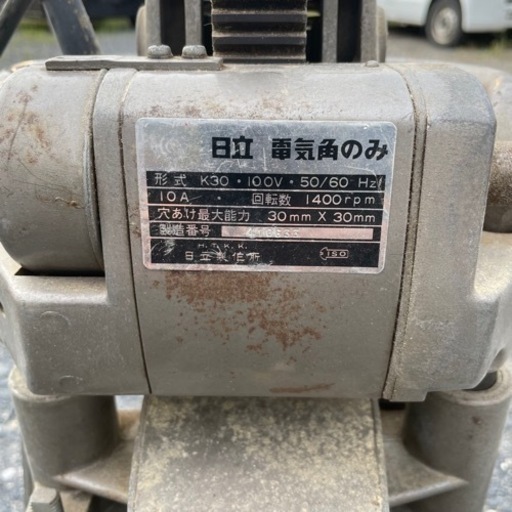 日立 電気角のみ
形式 K30・100V・50/60 Hz
10A・回転数 1400rpm
穴あけ最大能力 30mm X 30mm
製造番号
H.T.K.K.
日立製作所
ISO